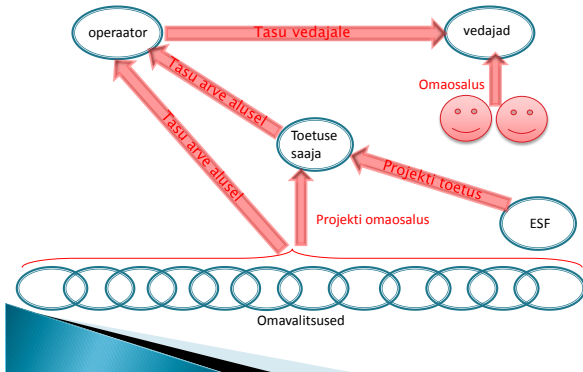 operaator
Tasu vedajale
vedajad
Tasu arve alusel
Omaosalus
Tasu arve alusel
Toetuse
saaja
Projekti toetus
Projekti omaosalus
ESF
Omavalitsused